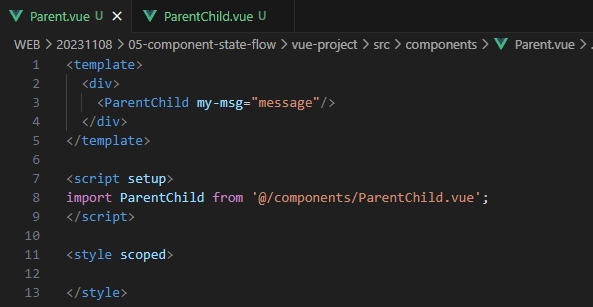 Parent.vue U × ParentChild.vue U
WEB > 20231108 > 05-component-state-flow > vue-project > src > components > Parent.vue > .
1 <template>
2 <div>
3 <ParentChild my-msg="message"/>
4 </div>
5 </template>
6
7 <script setup>
8 import ParentChild from '@/components/ParentChild.vue';
9 </script>
10
11 <style scoped>
12
13 </style>